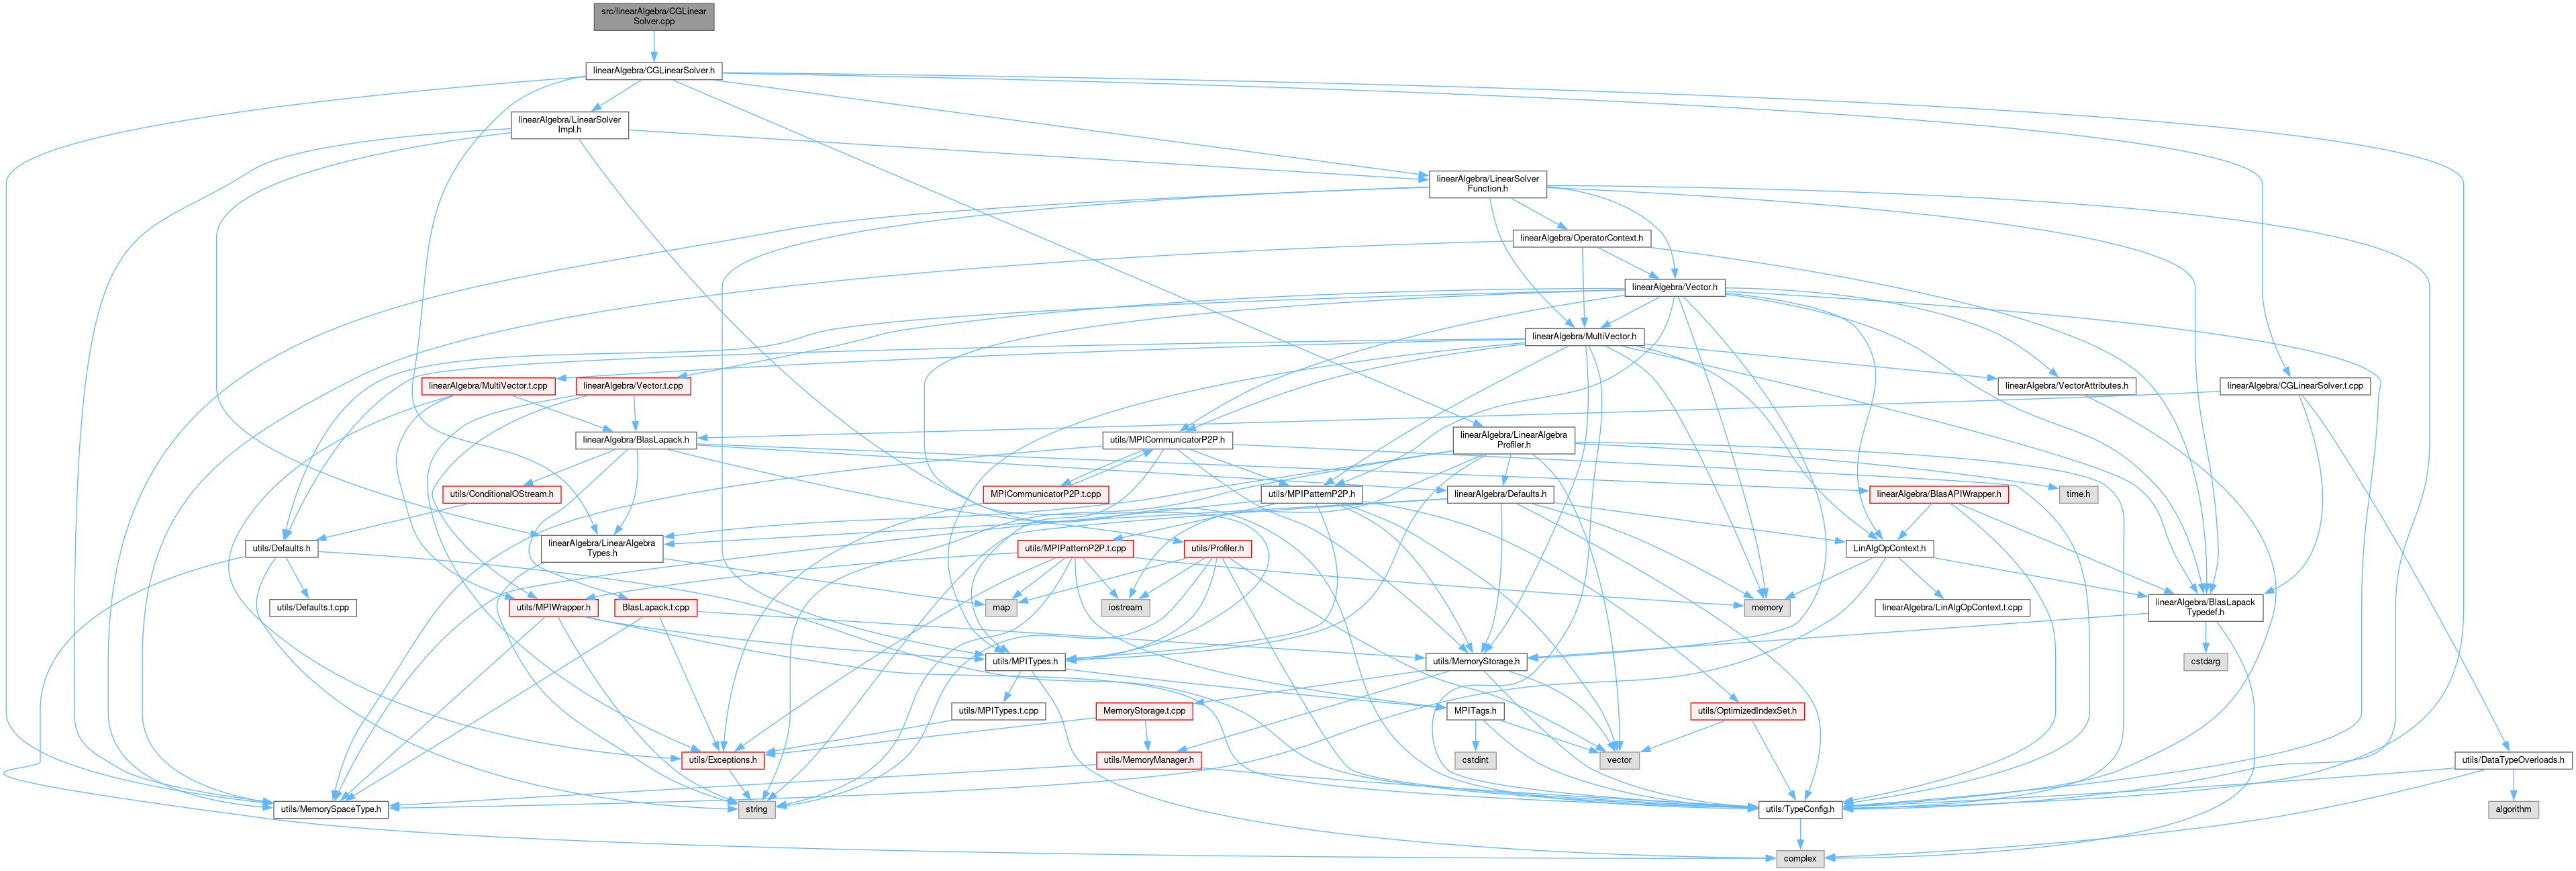 src/linearAlgebra/CGLinear
Solver.cpp
linearAlgebra/CGLinearSolver.h
linearAlgebra/LinearSolver
Impl.h
linearAlgebra/LinearSolver
Function.h
linearAlgebra/OperatorContext.h
linearAlgebra/Vector.h
linearAlgebra/MultiVector.h
linearAlgebra/MultiVector.t.cpp
linearAlgebra/Vector.t.cpp
linearAlgebra/VectorAttributes.h
linearAlgebra/CGLinearSolver.t.cpp
linearAlgebra/BlasLapack.h
utils/MPICommunicatorP2P.h
linearAlgebra/LinearAlgebra
Profiler.h
utils/ConditionalOStream.h
MPICommunicatorP2P.t.cpp
utils/MPIPatternP2P.h
linearAlgebra/Defaults.h
linearAlgebra/BlasAPIWrapper.h
time.h
utils/Defaults.h
linearAlgebra/LinearAlgebra
Types.h
utils/MPIPatternP2P.t.cpp
utils/Profiler.h
LinAlgOpContext.h
utils/Defaults.t.cpp
utils/MPIWrapper.h
BlasLapack.t.cpp
map
iostream
memory
linearAlgebra/LinAlgOpContext.t.cpp
linearAlgebra/BlasLapack
Typedef.h
utils/MPITypes.h
utils/MemoryStorage.h
cstdarg
utils/MPITypes.t.cpp
MemoryStorage.t.cpp
MPITags.h
utils/OptimizedIndexSet.h
utils/Exceptions.h
utils/MemoryManager.h
cstdint
vector
utils/DataTypeOverloads.h
utils/MemorySpaceType.h
string
utils/TypeConfig.h
algorithm
complex